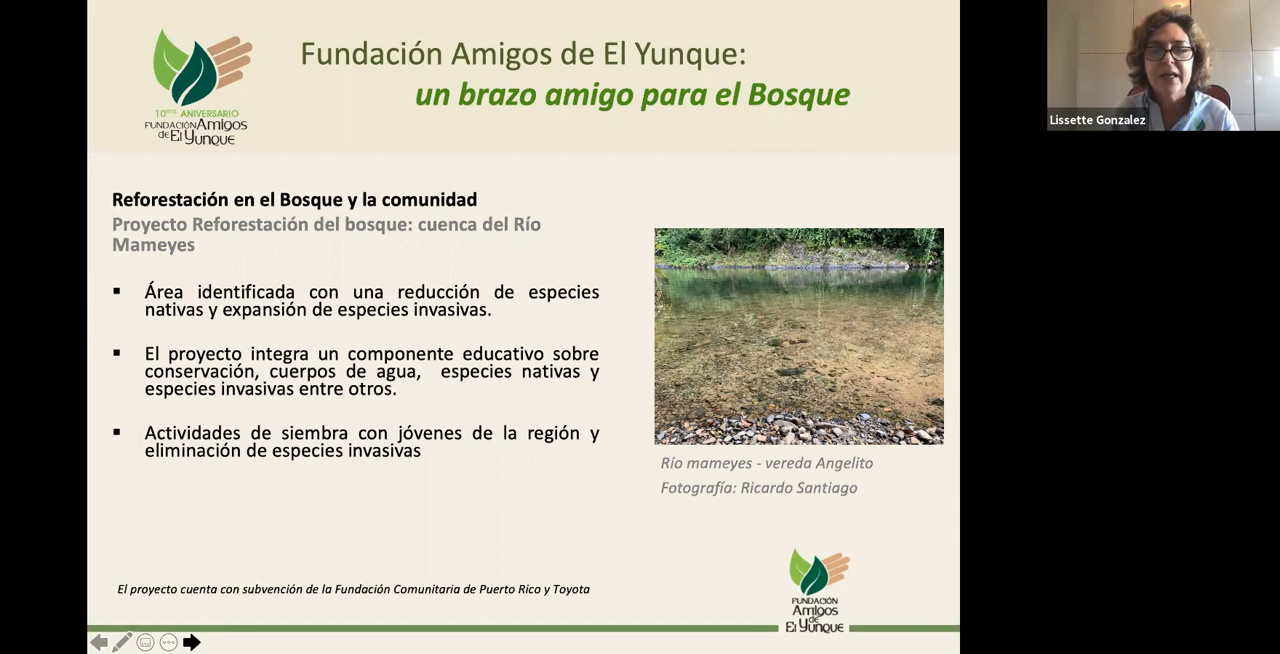 Fundación Amigos de El Yunque:
un brazo amigo para el Bosque
10mo. ANIVERSARIO
FUNDACIÓN Amigos
de El Yunque
Lissette Gonzalez
Reforestación en el Bosque y la comunidad
Proyecto Reforestación del bosque: cuenca del Río
Mameyes
▪ Área identificada con una reducción de especies
nativas y expansión de especies invasivas.
▪ El proyecto integra un componente educativo sobre
conservación, cuerpos de agua, especies nativas y
especies invasivas entre otros.
▪ Actividades de siembra con jóvenes de la región y
eliminación de especies invasivas
Río mameyes - vereda Angelito
Fotografía: Ricardo Santiago
El proyecto cuenta con subvención de la Fundación Comunitaria de Puerto Rico y Toyota
FUNDACIÓN
Amigos
de
El Yunque